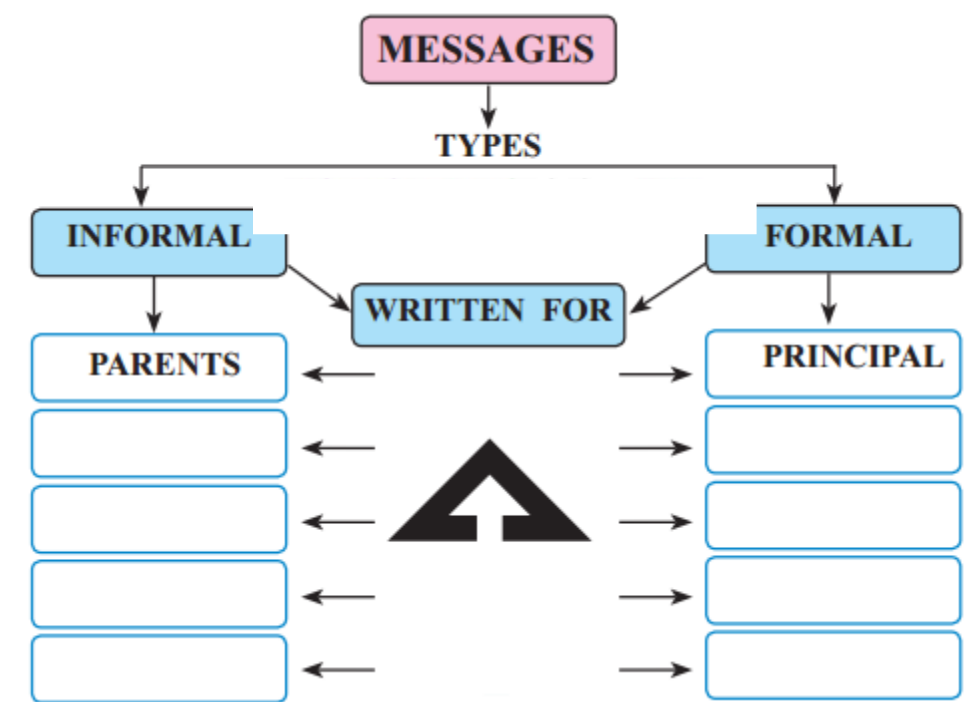 MESSAGES
TYPES
INFORMAL
FORMAL
WRITTEN FOR
PARENTS
PRINCIPAL